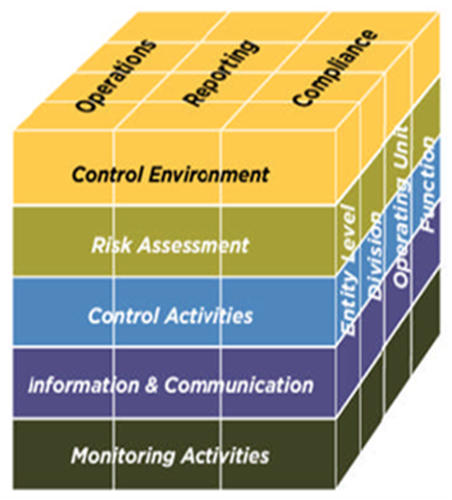 Operations
Reporting
Compliance
Control Environment
Risk Assessment
Control Activities
Information & Communication
Monitoring Activities
Entity Level
Division
Operating Unit
Function